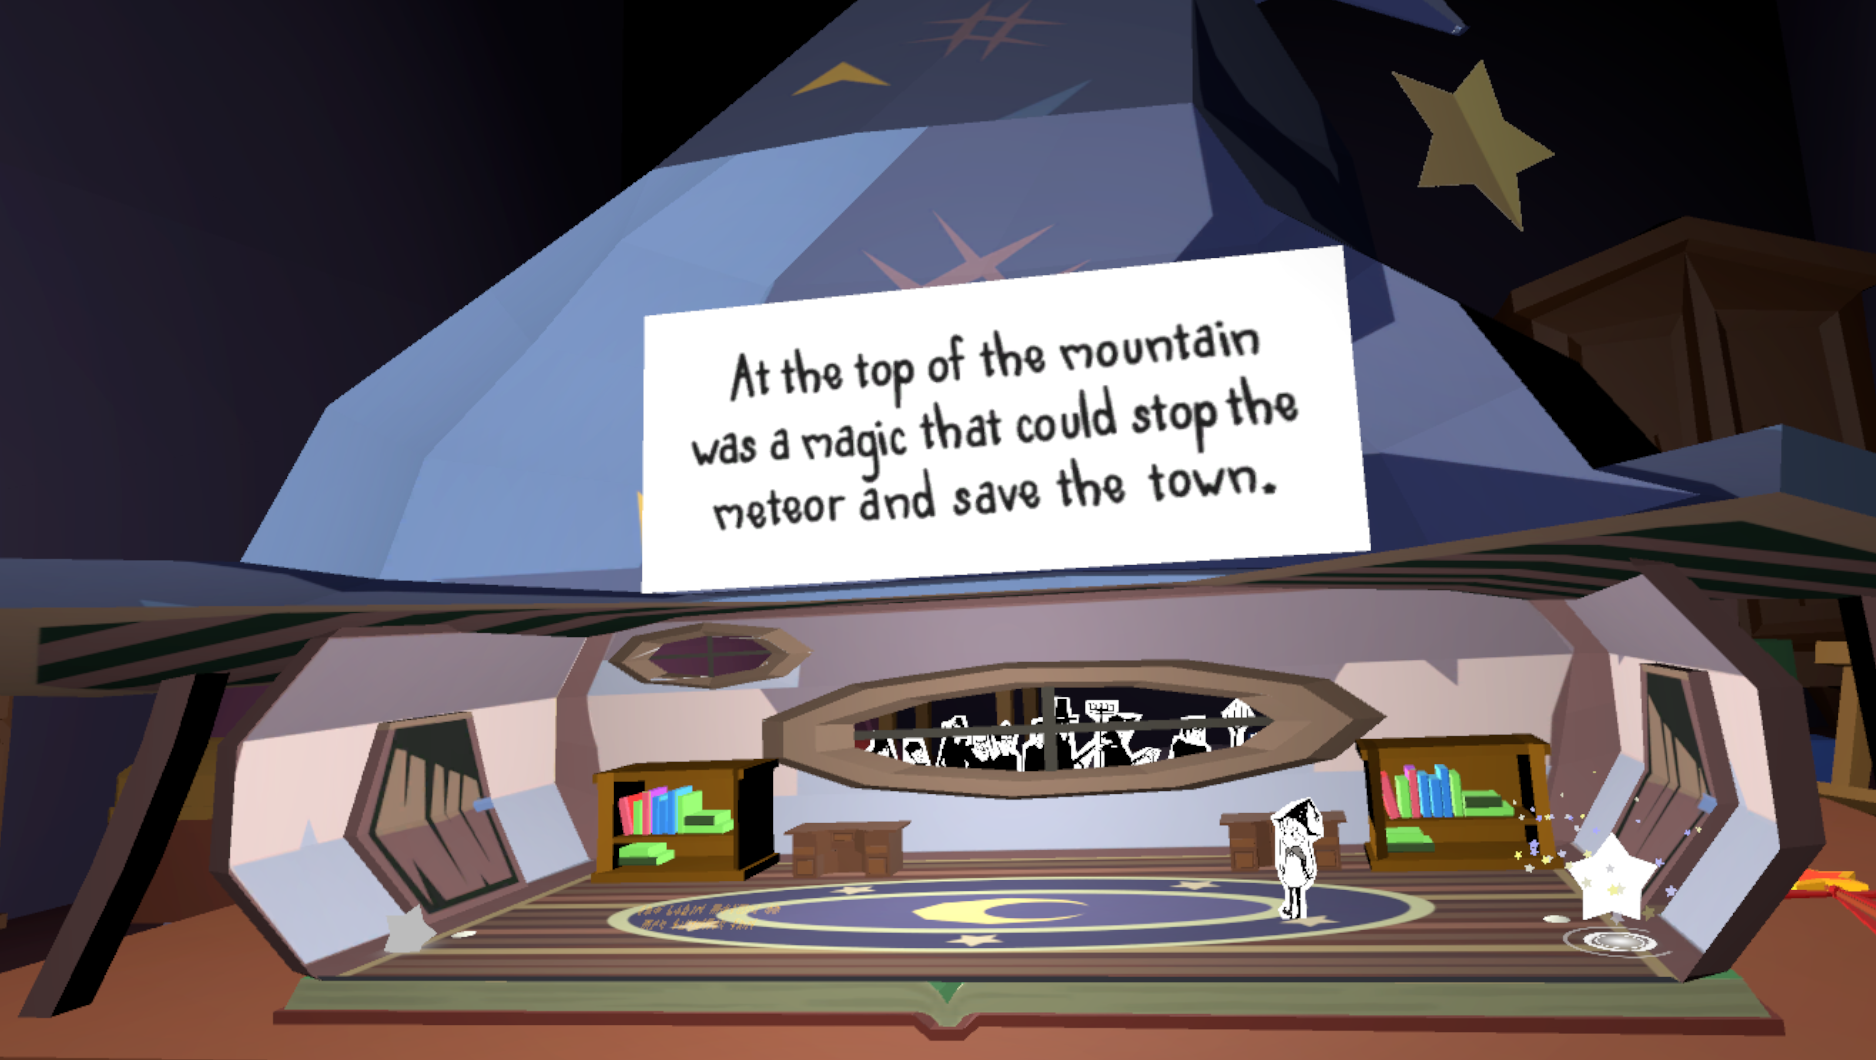 At the top of the mountain
was a magic that could stop the
meteor and save the town.